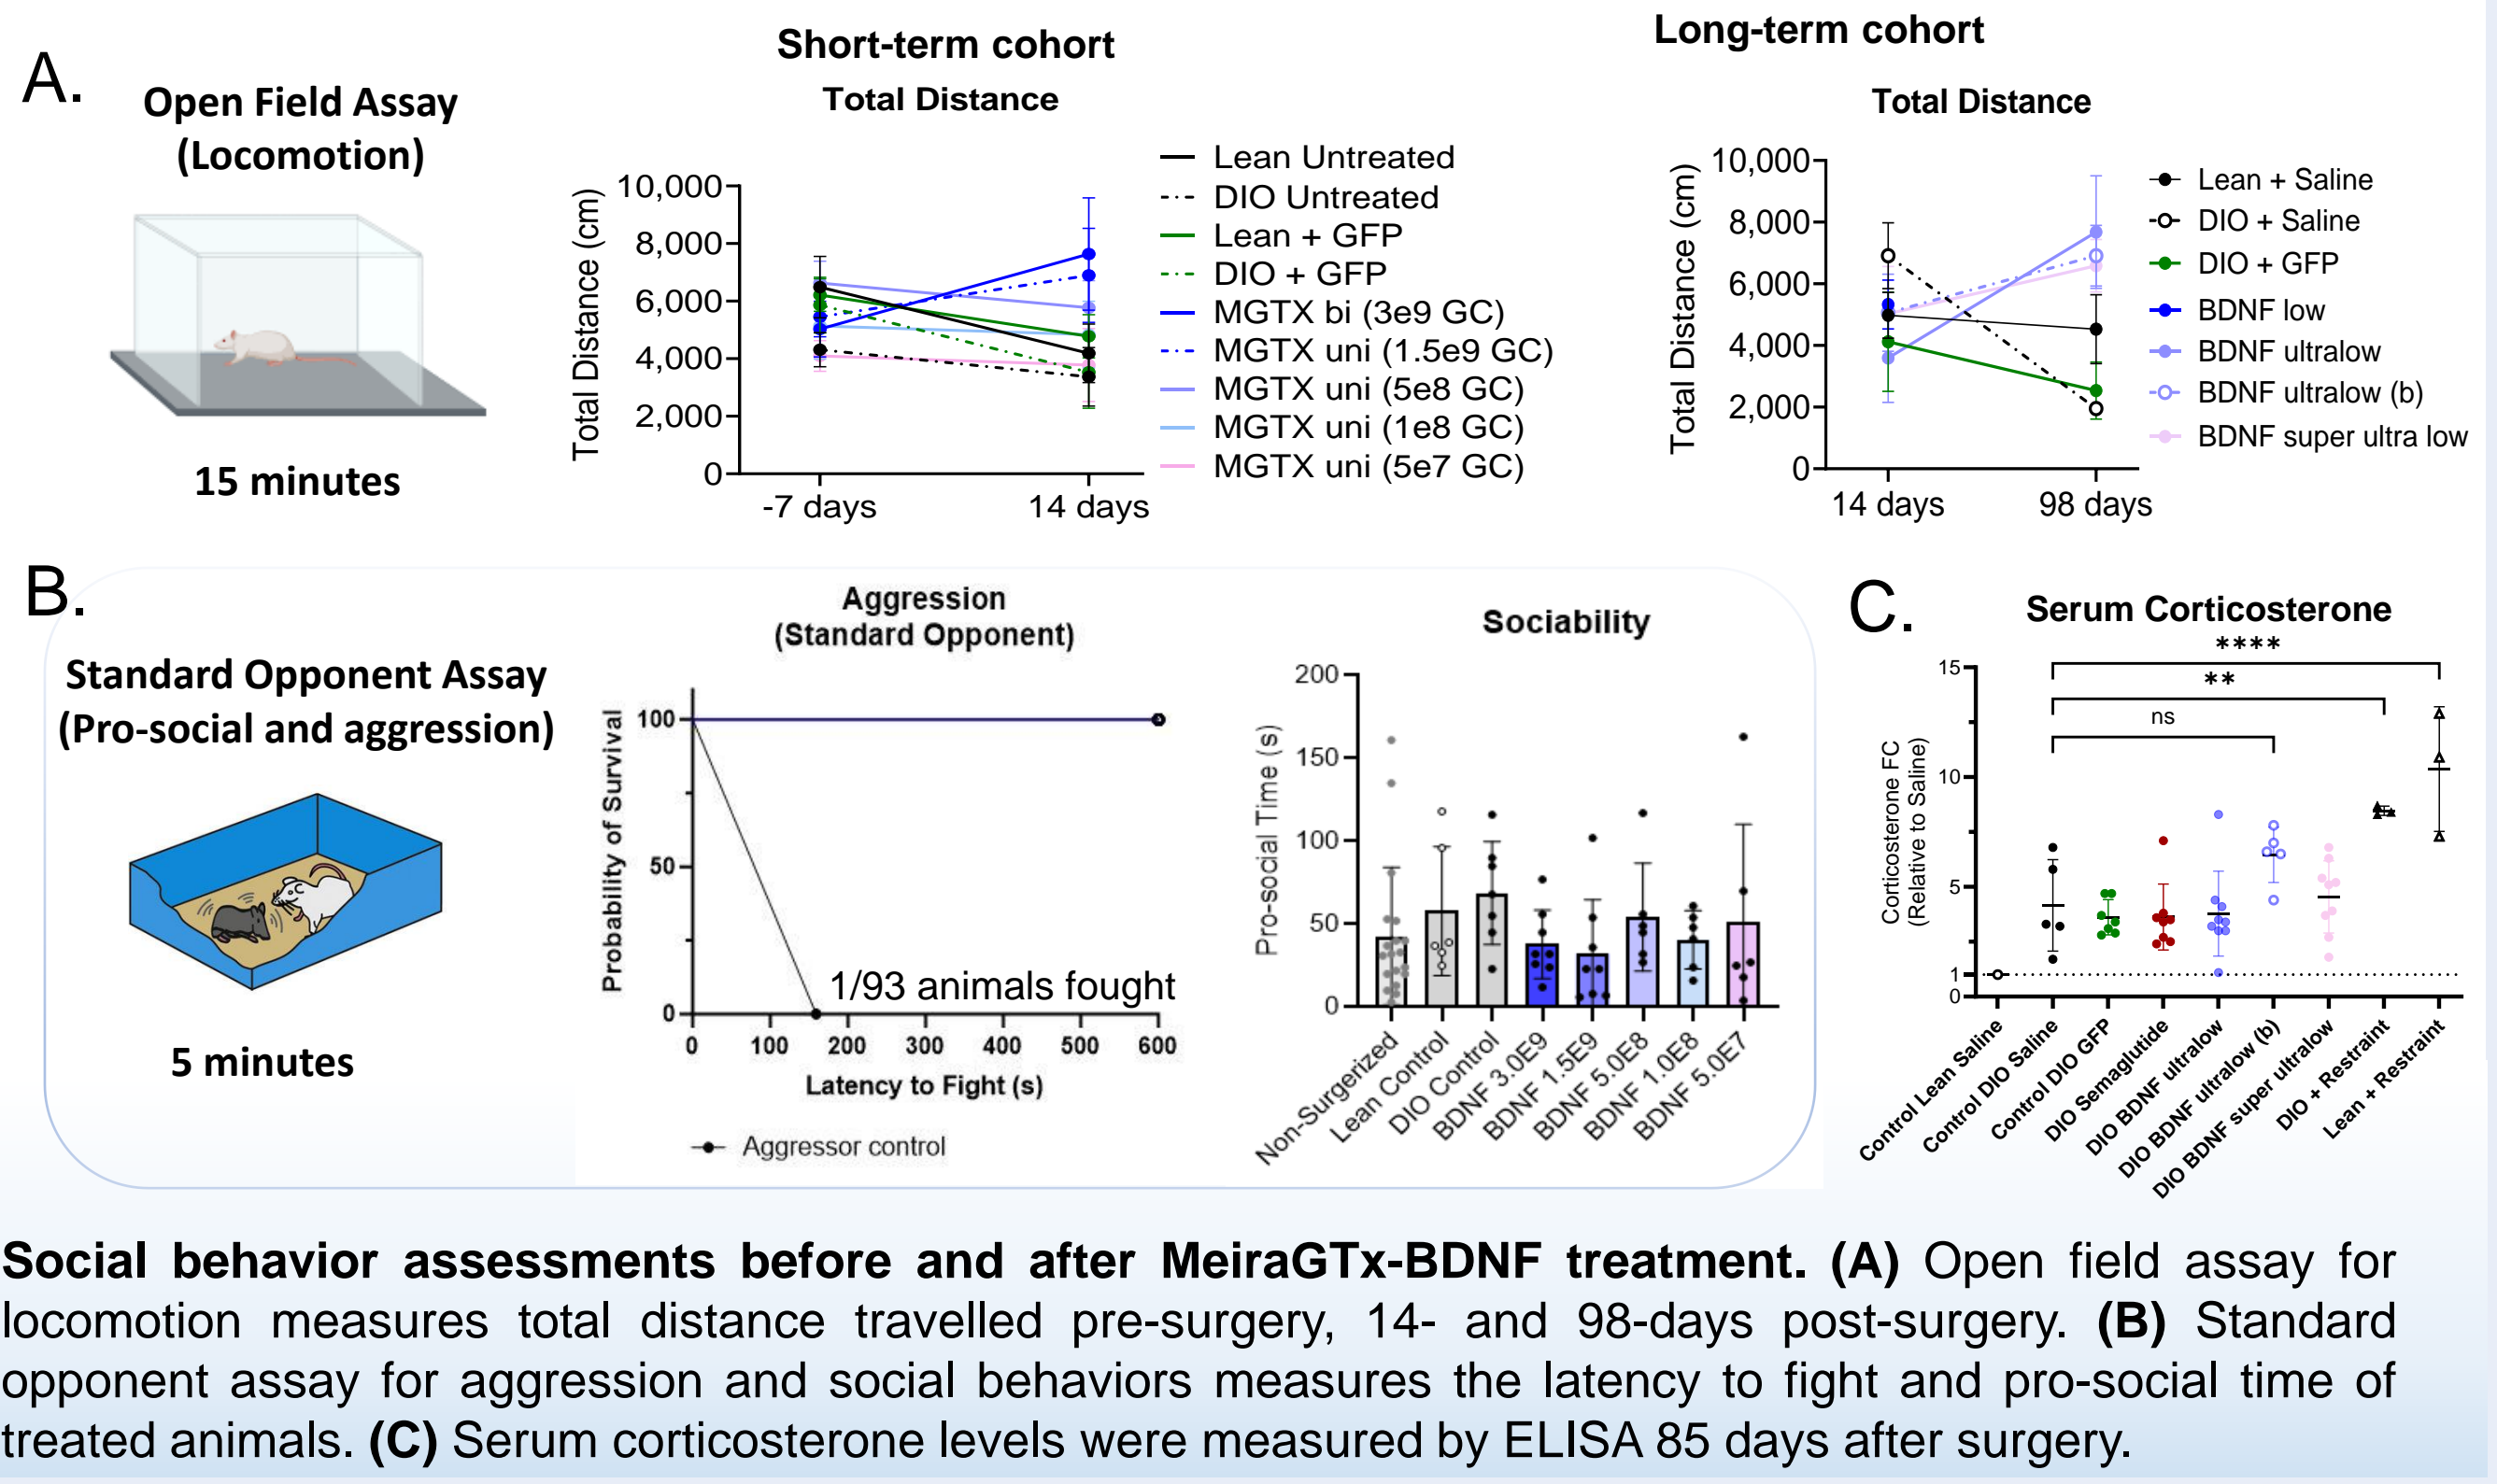 A.
Open Field Assay
(Locomotion)
15 minutes
Short-term cohort
Total Distance
Total Distance (cm)
10,000
8,000
6,000
4,000
2,000
0
-7 days
14 days
Lean Untreated
DIO Untreated
Lean + GFP
DIO + GFP
MGTX bi (3e9 GC)
MGTX uni (1.5e9 GC)
MGTX uni (5e8 GC)
MGTX uni (1e8 GC)
MGTX uni (5e7 GC)
Long-term cohort
Total Distance
Total Distance (cm)
10,000
8,000
6,000
4,000
2,000
0
14 days
98 days
Lean + Saline
DIO + Saline
DIO + GFP
BDNF low
BDNF ultralow
BDNF ultralow (b)
BDNF super ultra low
B.
Standard Opponent Assay
(Pro-social and aggression)
5 minutes
Aggression
(Standard Opponent)
Probability of Survival
100
50
0
1/93 animals fought
0
100
200
300
400
500
600
Latency to Fight (s)
Aggressor control
Sociability
Pro-social Time (s)
200
150
100
50
0
Non-Surgerized
Lean Control
DIO Control
BDNF 3.0E9
BDNF 1.5E9
BDNF 5.0E8
BDNF 1.0E8
BDNF 5.0E7
C.
Serum Corticosterone
****
**
ns
Corticosterone FC
(Relative to Saline)
15
10
5
1
0
Control Lean Saline
Control DIO Saline
Control DIO GFP
DIO Semaglutide
DIO BDNF ultralow
DIO BDNF ultralow (b)
DIO BDNF super ultralow
DIO + Restraint
Lean + Restraint
Social behavior assessments before and after MeiraGTx-BDNF treatment. (A) Open field assay for
locomotion measures total distance travelled pre-surgery, 14- and 98-days post-surgery. (B) Standard
opponent assay for aggression and social behaviors measures the latency to fight and pro-social time of
treated animals. (C) Serum corticosterone levels were measured by ELISA 85 days after surgery.